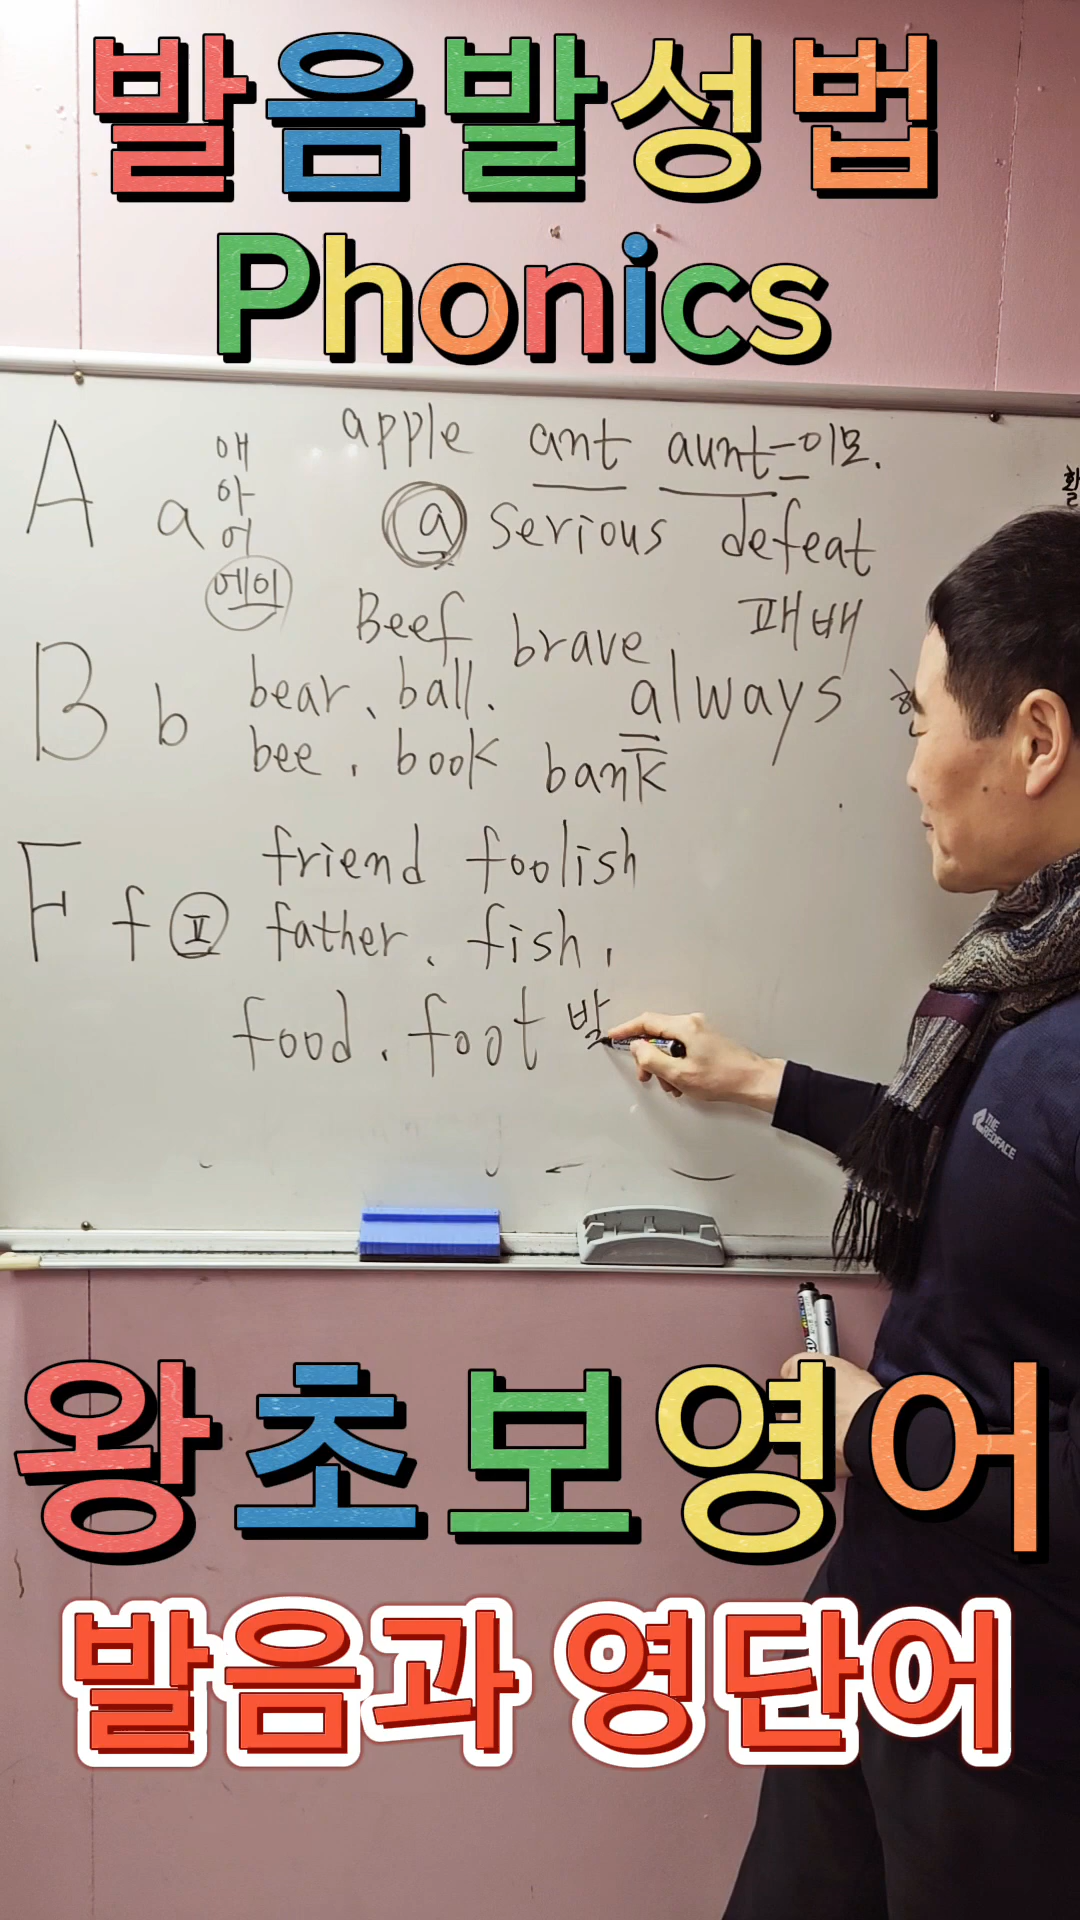 발음발성법
Phonics
A a 애 아 어 에이
apple ant aunt-이모.
a serious defeat
패배
B b
Beef brave
bear, ball.
always
bee, book bank
F f
friend foolish
father, fish,
food, foot 발
THE REDFACE
왕초보영어
발음과 영단어